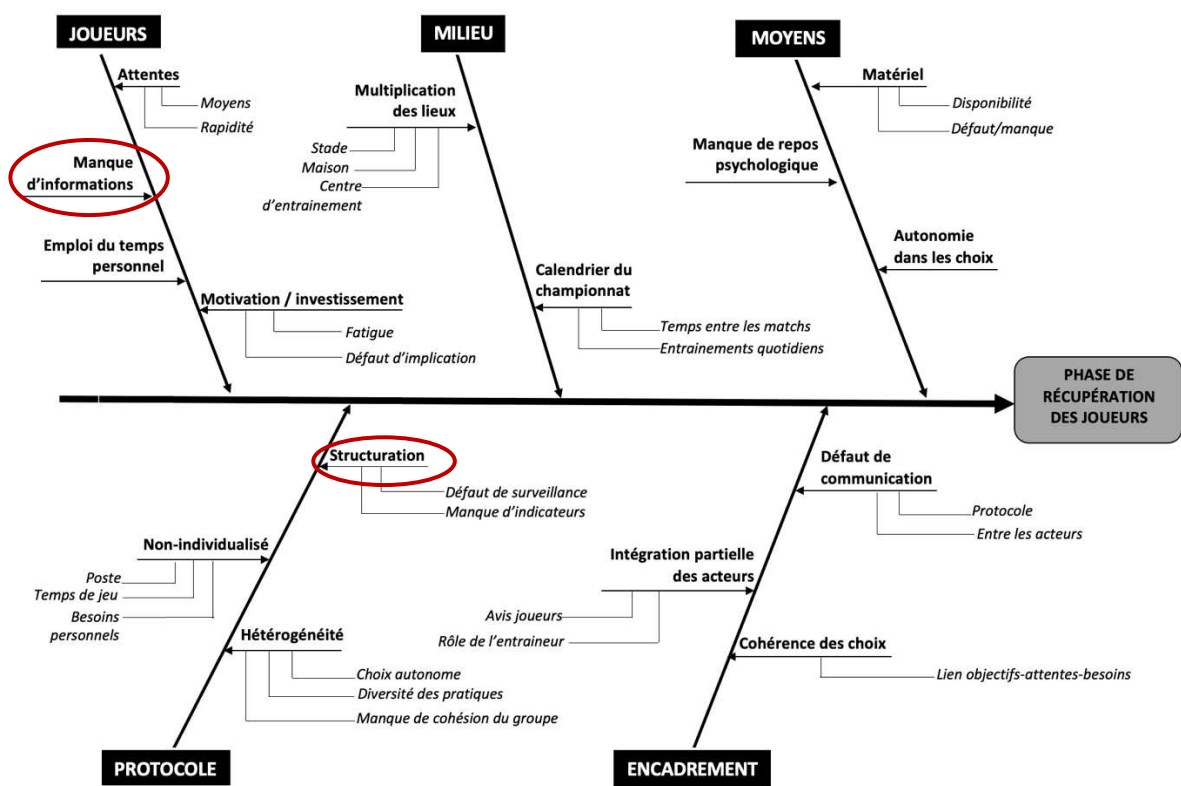 JOUEURS
Attentes
Moyens
Rapidité
Manque
d'informations
Emploi du temps
personnel
Motivation / investissement
Fatigue
Défaut d'implication
MILIEU
Multiplication
des lieux
Stade
Maison
Centre
d'entrainement
Calendrier du
championnat
Temps entre les matchs
Entrainements quotidiens
MOYENS
Matériel
Disponibilité
Défaut/manque
Manque de repos
psychologique
Autonomie
dans les choix
PHASE DE
RÉCUPÉRATION
DES JOUEURS
Structuration
Défaut de surveillance
Manque d'indicateurs
Non-individualisé
Poste
Temps de jeu
Besoins
personnels
Hétérogénéité
Choix autonome
Diversité des pratiques
Manque de cohésion du groupe
PROTOCOLE
Défaut de
communication
Protocole
Entre les acteurs
Intégration partielle
des acteurs
Avis joueurs
Rôle de l'entraineur
Cohérence des choix
Lien objectifs-attentes-besoins
ENCADREMENT